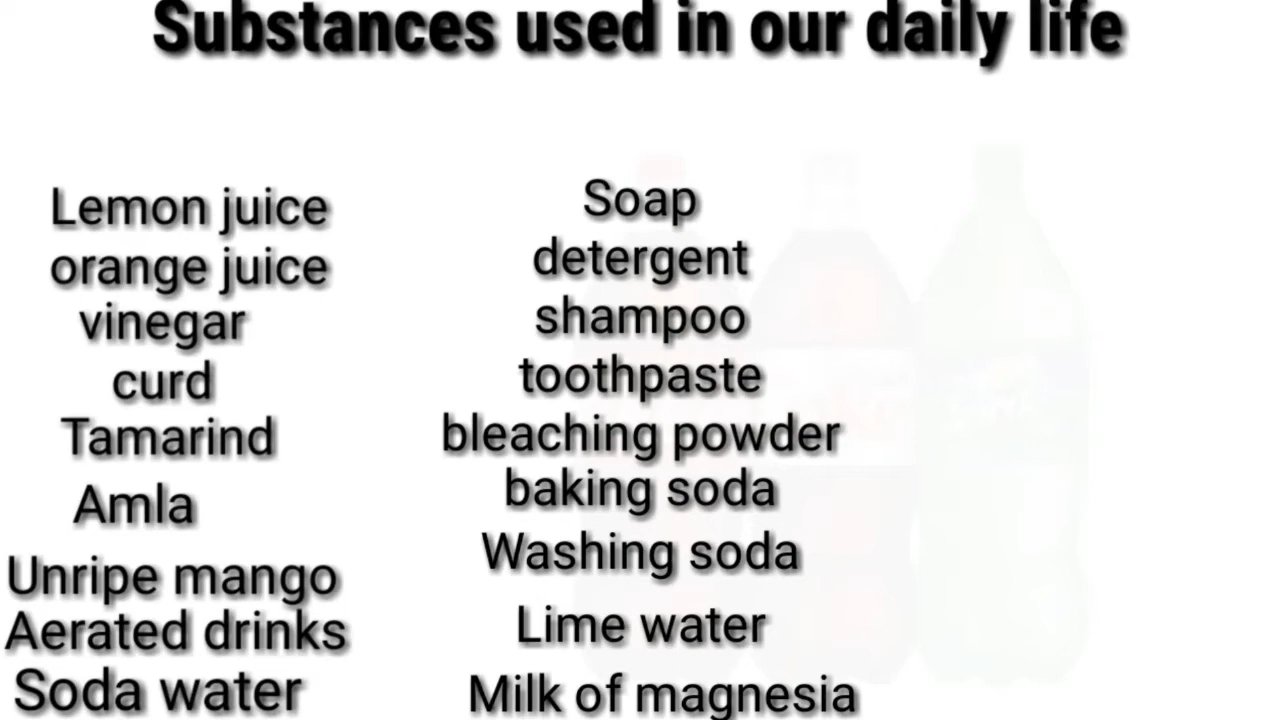 Substances used in our daily life
Lemon juice
orange juice
vinegar
curd
Tamarind
Amla
Unripe mango
Aerated drinks
Soda water
Soap
detergent
shampoo
toothpaste
bleaching powder
baking soda
Washing soda
Lime water
Milk of magnesia